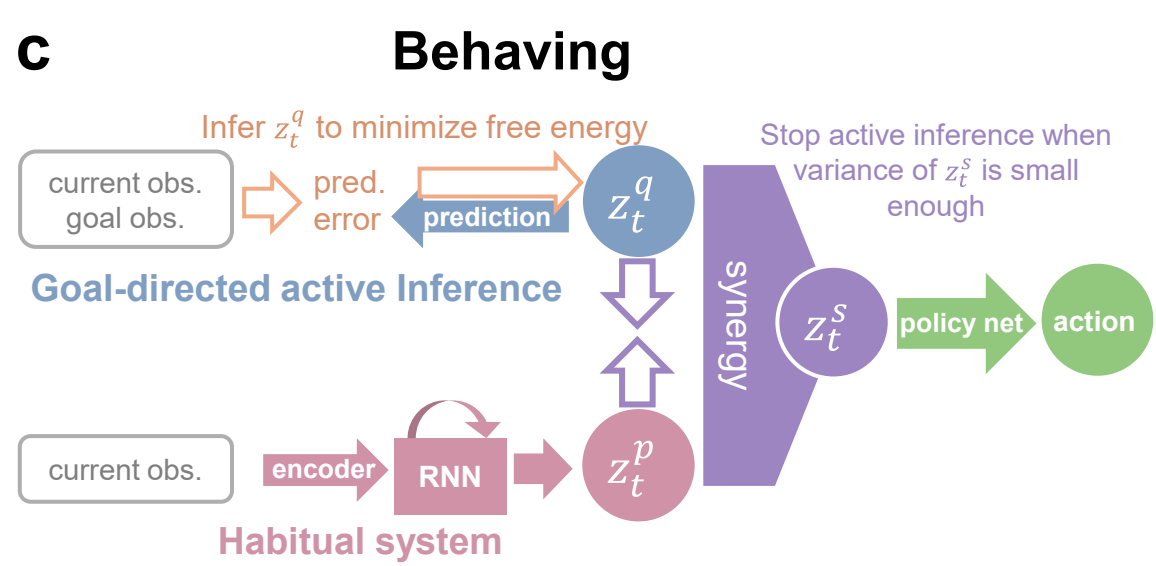 c
Behaving
Infer z_t^q to minimize free energy
Stop active inference when
variance of z_t^s is small
enough
current obs.
goal obs.
pred.
error
prediction
z_t^q
Goal-directed active Inference
synergy
z_t^s
policy net
action
current obs.
encoder
RNN
z_t^p
Habitual system